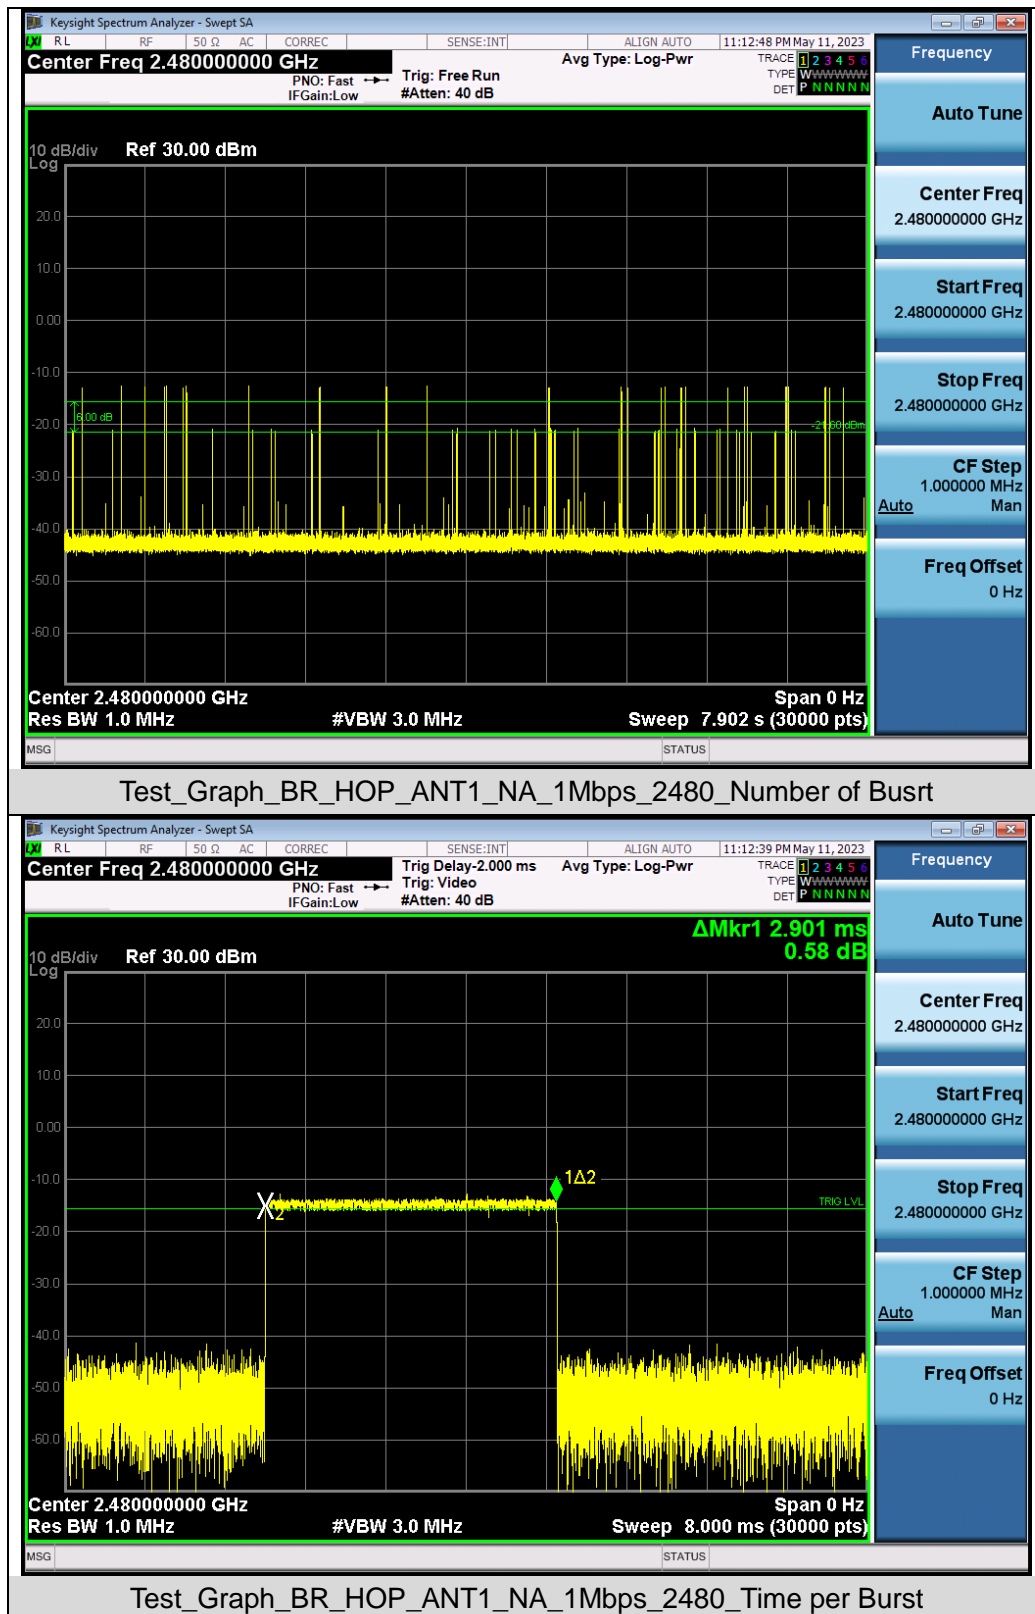 Keysight Spectrum Analyzer - Swept SA
LXI RL RF 50 Ω AC CORREC SENSE:INT ALIGN AUTO 11:12:48 PM May 11, 2023
Center Freq 2.480000000 GHz
PNO: Fast
IFGain:Low
Trig: Free Run
#Atten: 40 dB
Avg Type: Log-Pwr
TRACE 1 2 3 4 5 6
TYPE WWWWWW
DET P N N N N N
10 dB/div
Log
Ref 30.00 dBm
20.0
10.0
0.00
-10.0
-20.0
-30.0
-40.0
-50.0
-60.0
6.00 dB
-21.60 dBm
Center 2.480000000 GHz
Span 0 Hz
Res BW 1.0 MHz
#VBW 3.0 MHz
Sweep 7.902 s (30000 pts)
MSG
STATUS
Frequency
Auto Tune
Center Freq
2.480000000 GHz
Start Freq
2.480000000 GHz
Stop Freq
2.480000000 GHz
CF Step
1.000000 MHz
Auto Man
Freq Offset
0 Hz
Test_Graph_BR_HOP_ANT1_NA_1Mbps_2480_Number of Busrt
Keysight Spectrum Analyzer - Swept SA
LXI RL RF 50 Ω AC CORREC SENSE:INT ALIGN AUTO 11:12:39 PM May 11, 2023
Center Freq 2.480000000 GHz
PNO: Fast
IFGain:Low
Trig Delay-2.000 ms
Trig: Video
#Atten: 40 dB
Avg Type: Log-Pwr
TRACE 1 2 3 4 5 6
TYPE WWWWWW
DET P N N N N N
ΔMkr1 2.901 ms
0.58 dB
10 dB/div
Log
Ref 30.00 dBm
20.0
10.0
0.00
-10.0
-20.0
-30.0
-40.0
-50.0
-60.0
1Δ2
2
TRIG LVL
Center 2.480000000 GHz
Span 0 Hz
Res BW 1.0 MHz
#VBW 3.0 MHz
Sweep 8.000 ms (30000 pts)
MSG
STATUS
Frequency
Auto Tune
Center Freq
2.480000000 GHz
Start Freq
2.480000000 GHz
Stop Freq
2.480000000 GHz
CF Step
1.000000 MHz
Auto Man
Freq Offset
0 Hz
Test_Graph_BR_HOP_ANT1_NA_1Mbps_2480_Time per Burst